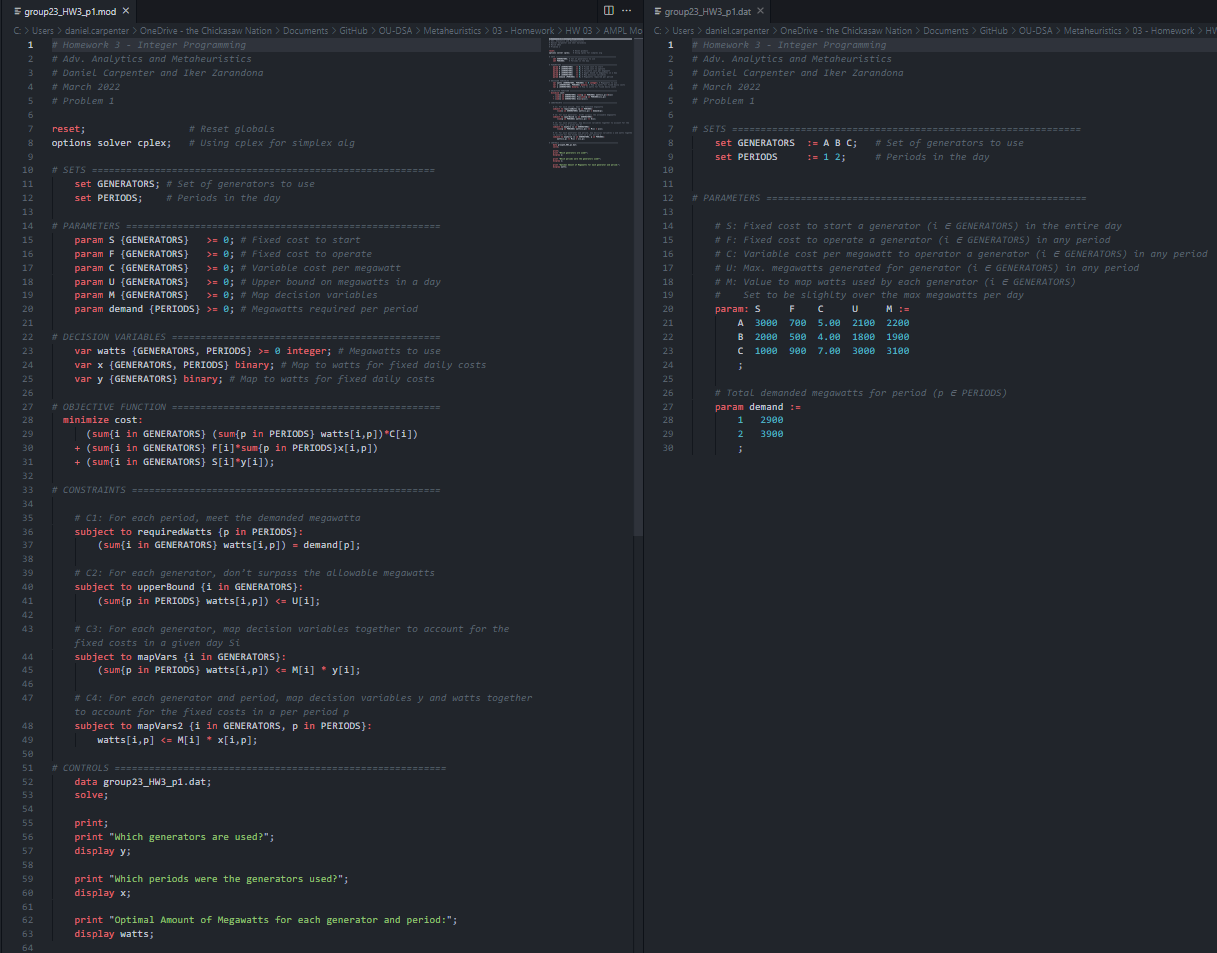 group23_HW3_p1.mod
C: > Users > daniel.carpenter > OneDrive - the Chickasaw Nation > Documents > GitHub > OU-DSA > Metaheuristics > 03 - Homework > HW 03 > AMPL Mo
1 # Homework 3 - Integer Programming
2 # Adv. Analytics and Metaheuristics
3 # Daniel Carpenter and Iker Zarandona
4 # March 2022
5 # Problem 1
6
7 reset; # Reset globals
8 options solver cplex; # Using cplex for simplex alg
9
10 # SETS ============================================================
11 set GENERATORS; # Set of generators to use
12 set PERIODS; # Periods in the day
13
14 # PARAMETERS =======================================================
15 param S {GENERATORS} >= 0; # Fixed cost to start
16 param F {GENERATORS} >= 0; # Fixed cost to operate
17 param C {GENERATORS} >= 0; # Variable cost per megawatt
18 param U {GENERATORS} >= 0; # Upper bound on megawatts in a day
19 param M {GENERATORS} >= 0; # Map decision variables
20 param demand {PERIODS} >= 0; # Megawatts required per period
21
22 # DECISION VARIABLES ===============================================
23 var watts {GENERATORS, PERIODS} >= 0 integer; # Megawatts to use
24 var x {GENERATORS, PERIODS} binary; # Map to watts for fixed daily costs
25 var y {GENERATORS} binary; # Map to watts for fixed daily costs
26
27 # OBJECTIVE FUNCTION ===============================================
28 minimize cost:
29 (sum{i in GENERATORS} (sum{p in PERIODS} watts[i,p])*C[i])
30 + (sum{i in GENERATORS} F[i]*sum{p in PERIODS}x[i,p])
31 + (sum{i in GENERATORS} S[i]*y[i]);
32
33 # CONSTRAINTS ======================================================
34
35 # C1: For each period, meet the demanded megawatta
36 subject to requiredWatts {p in PERIODS}:
37 (sum{i in GENERATORS} watts[i,p]) = demand[p];
38
39 # C2: For each generator, don't surpass the allowable megawatts
40 subject to upperBound {i in GENERATORS}:
41 (sum{p in PERIODS} watts[i,p]) <= U[i];
42
43 # C3: For each generator, map decision variables together to account for the
fixed costs in a given day Si
44 subject to mapVars {i in GENERATORS}:
45 (sum{p in PERIODS} watts[i,p]) <= M[i] * y[i];
46
47 # C4: For each generator and period, map decision variables y and watts together
to account for the fixed costs in a per period p
48 subject to mapVars2 {i in GENERATORS, p in PERIODS}:
49 watts[i,p] <= M[i] * x[i,p];
50
51 # CONTROLS ==========================================================
52 data group23_HW3_p1.dat;
53 solve;
54
55 print;
56 print "Which generators are used?";
57 display y;
58
59 print "Which periods were the generators used?";
60 display x;
61
62 print "Optimal Amount of Megawatts for each generator and period:";
63 display watts;
64
group23_HW3_p1.dat
C: > Users > daniel.carpenter > OneDrive - the Chickasaw Nation > Documents > GitHub > OU-DSA > Metaheuristics > 03 - Homework > HW
1 # Homework 3 - Integer Programming
2 # Adv. Analytics and Metaheuristics
3 # Daniel Carpenter and Iker Zarandona
4 # March 2022
5 # Problem 1
6
7 # SETS =============================================================
8 set GENERATORS := A B C; # Set of generators to use
9 set PERIODS := 1 2; # Periods in the day
10
11
12 # PARAMETERS ========================================================
13
14 # S: Fixed cost to start a generator (i ∈ GENERATORS) in the entire day
15 # F: Fixed cost to operate a generator (i ∈ GENERATORS) in any period
16 # C: Variable cost per megawatt to operator a generator (i ∈ GENERATORS) in any period
17 # U: Max. megawatts generated for generator (i ∈ GENERATORS) in any period
18 # M: Value to map watts used by each generator (i ∈ GENERATORS)
19 # Set to be slighlty over the max megawatts per day
20 param: S F C U M :=
21 A 3000 700 5.00 2100 2200
22 B 2000 500 4.00 1800 1900
23 C 1000 900 7.00 3000 3100
24 ;
25
26 # Total demanded megawatts for period (p ∈ PERIODS)
27 param demand :=
28 1 2900
29 2 3900
30 ;